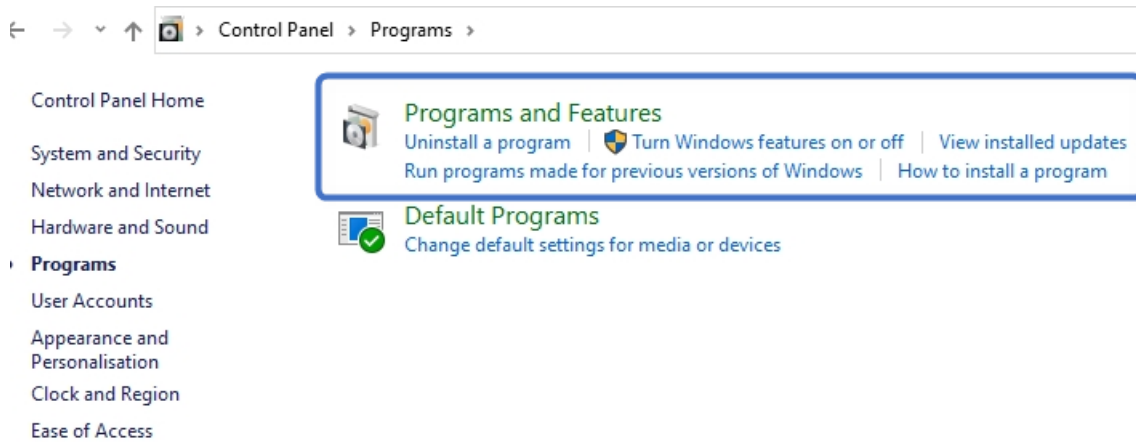 Control Panel > Programs >
Control Panel Home
System and Security
Network and Internet
Hardware and Sound
Programs
User Accounts
Appearance and
Personalisation
Clock and Region
Ease of Access
Programs and Features
Uninstall a program
Turn Windows features on or off
View installed updates
Run programs made for previous versions of Windows
How to install a program
Default Programs
Change default settings for media or devices